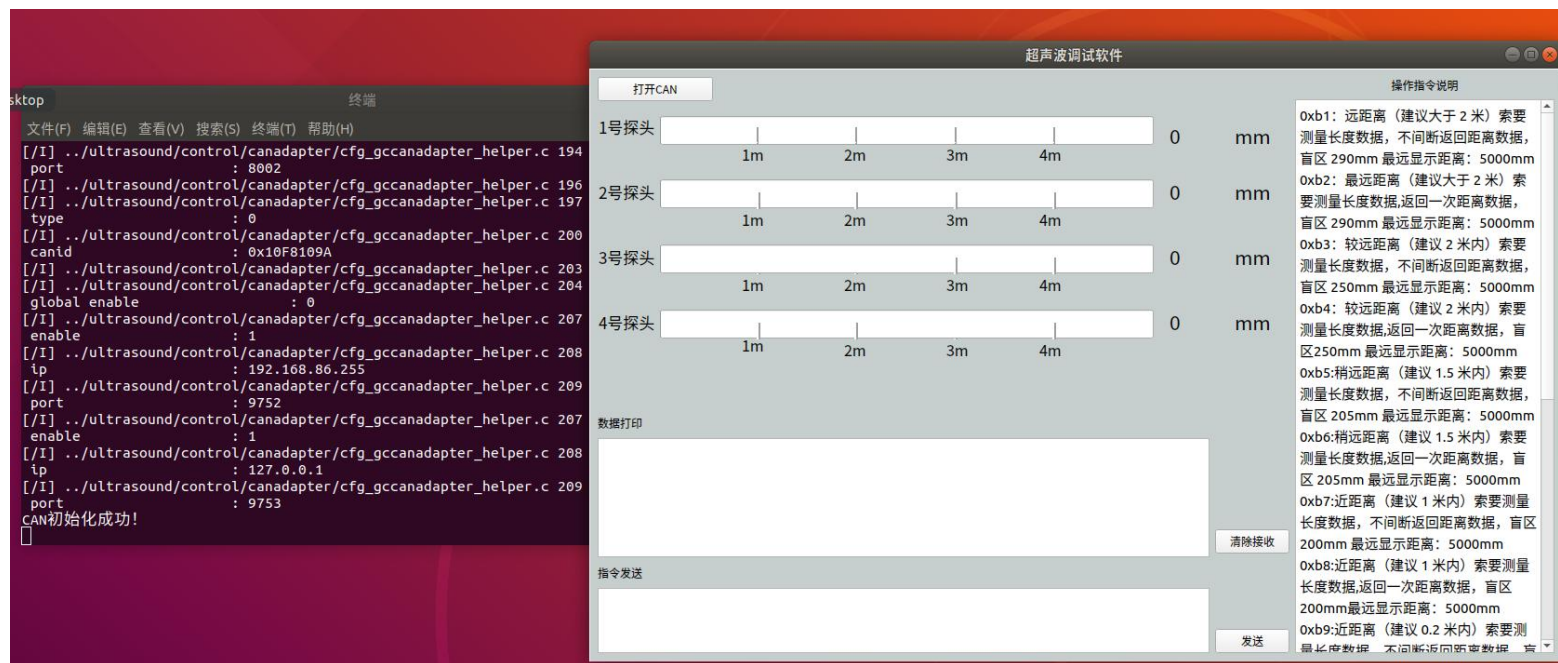 sktop
终端
文件(F) 编辑(E) 查看(V) 搜索(S) 终端(T) 帮助(H)
[/I] ../ultrasound/control/canadapter/cfg_gccanadapter_helper.c 194
port : 8002
[/I] ../ultrasound/control/canadapter/cfg_gccanadapter_helper.c 196
[/I] ../ultrasound/control/canadapter/cfg_gccanadapter_helper.c 197
type : 0
[/I] ../ultrasound/control/canadapter/cfg_gccanadapter_helper.c 200
canid : 0x10F8109A
[/I] ../ultrasound/control/canadapter/cfg_gccanadapter_helper.c 203
[/I] ../ultrasound/control/canadapter/cfg_gccanadapter_helper.c 204
global enable : 0
[/I] ../ultrasound/control/canadapter/cfg_gccanadapter_helper.c 207
enable : 1
[/I] ../ultrasound/control/canadapter/cfg_gccanadapter_helper.c 208
ip : 192.168.86.255
[/I] ../ultrasound/control/canadapter/cfg_gccanadapter_helper.c 209
port : 9752
[/I] ../ultrasound/control/canadapter/cfg_gccanadapter_helper.c 207
enable : 1
[/I] ../ultrasound/control/canadapter/cfg_gccanadapter_helper.c 208
ip : 127.0.0.1
[/I] ../ultrasound/control/canadapter/cfg_gccanadapter_helper.c 209
port : 9753
CAN初始化成功!
超声波调试软件
打开CAN
1号探头 0 mm
1m 2m 3m 4m
2号探头 0 mm
1m 2m 3m 4m
3号探头 0 mm
1m 2m 3m 4m
4号探头 0 mm
1m 2m 3m 4m
数据打印
清除接收
指令发送
发送
操作指令说明
0xb1：远距离（建议大于 2 米）索要
测量长度数据，不间断返回距离数据，
盲区 290mm 最远显示距离：5000mm
0xb2：最远距离（建议大于 2 米）索
要测量长度数据,返回一次距离数据，
盲区 290mm 最远显示距离：5000mm
0xb3：较远距离（建议 2 米内）索要
测量长度数据，不间断返回距离数据，
盲区 250mm 最远显示距离：5000mm
0xb4：较远距离（建议 2 米内）索要
测量长度数据,返回一次距离数据，盲
区250mm 最远显示距离：5000mm
0xb5:稍远距离（建议 1.5 米内）索要
测量长度数据，不间断返回距离数据，
盲区 205mm 最远显示距离：5000mm
0xb6:稍远距离（建议 1.5 米内）索要
测量长度数据,返回一次距离数据，盲
区 205mm 最远显示距离：5000mm
0xb7:近距离（建议 1 米内）索要测量
长度数据，不间断返回距离数据，盲区
200mm 最远显示距离：5000mm
0xb8:近距离（建议 1 米内）索要测量
长度数据,返回一次距离数据，盲区
200mm最远显示距离：5000mm
0xb9:近距离（建议 0.2 米内）索要测
量长度数据，不间断返回距离数据，盲